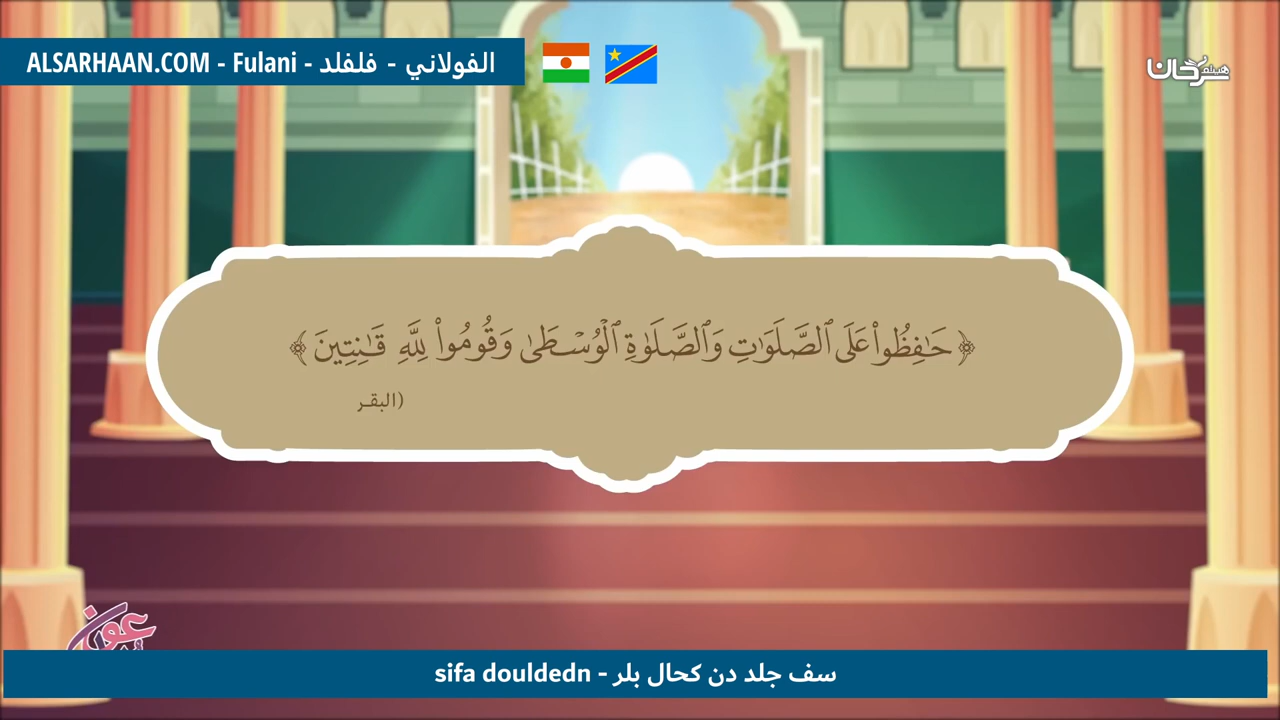 ALSARHAAN.COM - Fulani - الفولاني - فلفلد
سرحان
﴿حَٰفِظُوا۟ عَلَى ٱلصَّلَوَٰتِ وَٱلصَّلَوٰةِ ٱلْوُسْطَىٰ وَقُومُوا۟ لِلَّهِ قَٰنِتِينَ﴾
(البقر
sifa douldedn - سف جلد دن كحال بلر